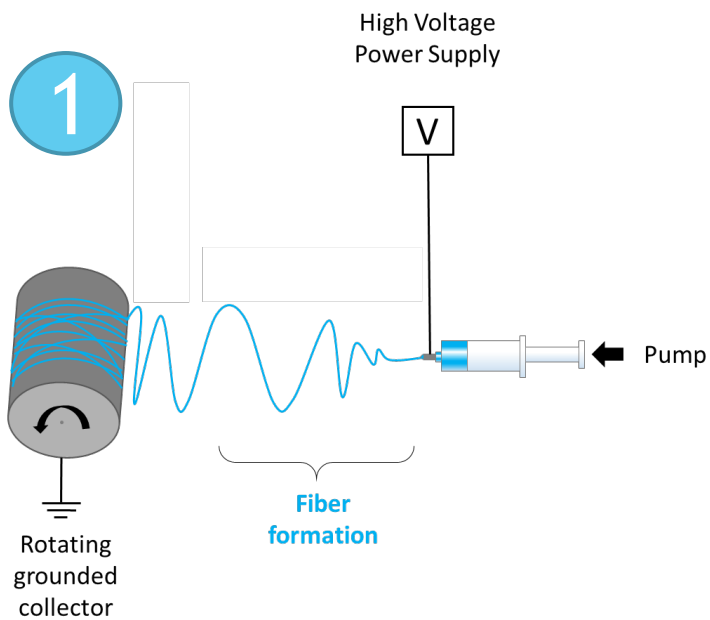 High Voltage
Power Supply
1
V
Pump
Fiber
formation
Rotating
grounded
collector